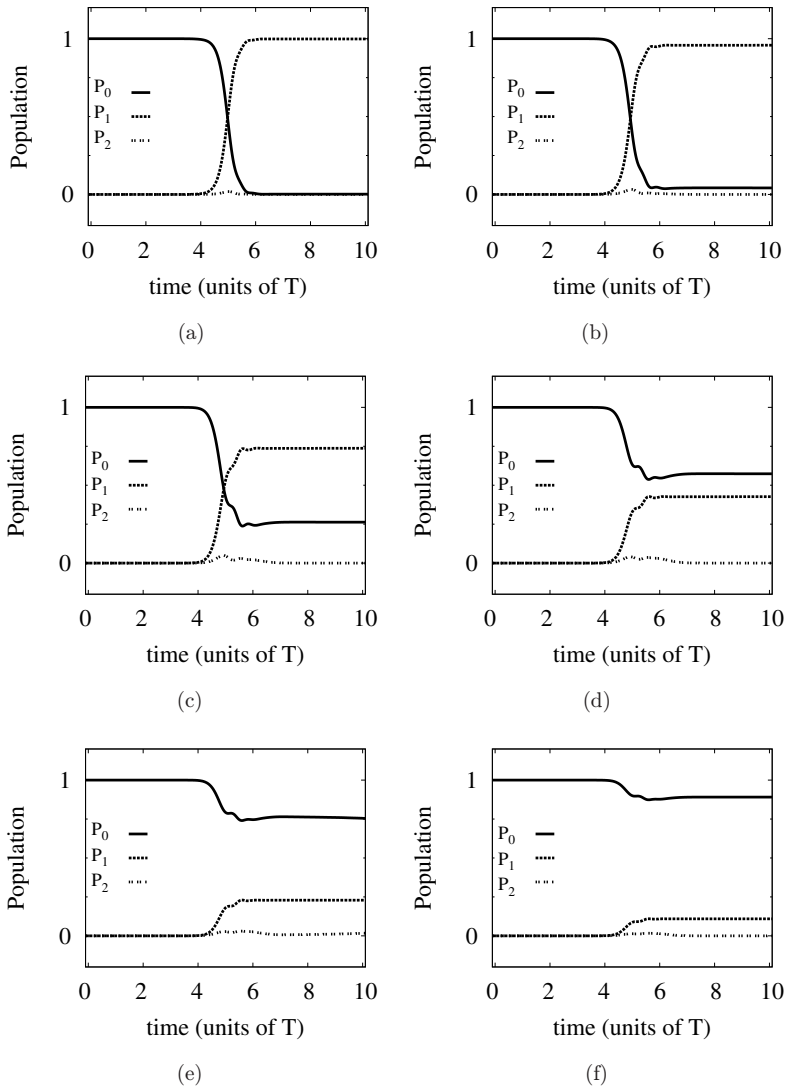 1
P0
P1
P2
0
Population
0 2 4 6 8 10
time (units of T)
(a)
1
P0
P1
P2
0
Population
0 2 4 6 8 10
time (units of T)
(b)
1
P0
P1
P2
0
Population
0 2 4 6 8 10
time (units of T)
(c)
1
P0
P1
P2
0
Population
0 2 4 6 8 10
time (units of T)
(d)
1
P0
P1
P2
0
Population
0 2 4 6 8 10
time (units of T)
(e)
1
P0
P1
P2
0
Population
0 2 4 6 8 10
time (units of T)
(f)